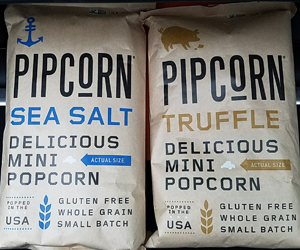 PIPCORN®
SEA SALT
DELICIOUS
MINI
ACTUAL SIZE
POPCORN
POPPED
IN THE
USA
GLUTEN FREE
WHOLE GRAIN
SMALL BATCH
PIPCORN®
TRUFFLE
DELICIOUS
MINI
ACTUAL SIZE
POPCORN
POPPED
IN THE
USA
GLUTEN FREE
WHOLE GRAIN
SMALL BATCH